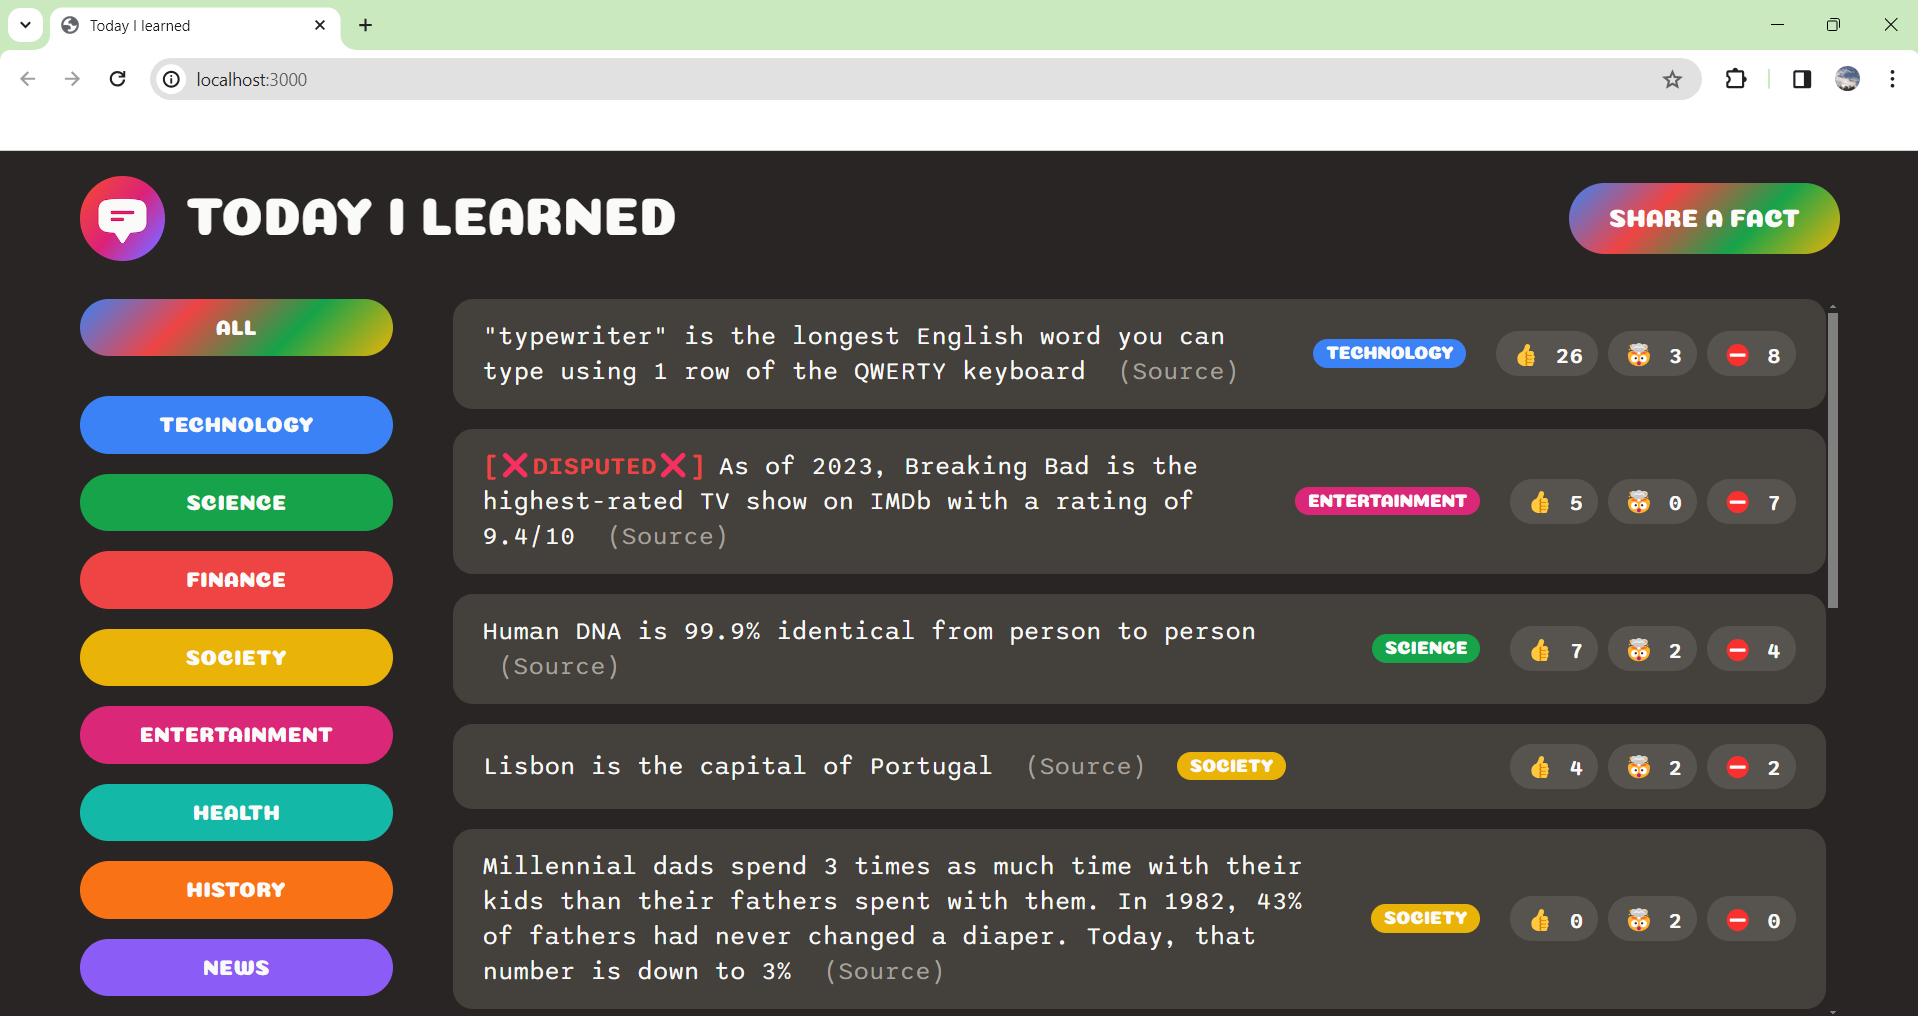 Today I learned
localhost:3000
TODAY I LEARNED
SHARE A FACT
ALL
TECHNOLOGY
SCIENCE
FINANCE
SOCIETY
ENTERTAINMENT
HEALTH
HISTORY
NEWS
"typewriter" is the longest English word you can
type using 1 row of the QWERTY keyboard (Source)
TECHNOLOGY
👍 26 🤯 3 ⛔ 8
[❌DISPUTED❌] As of 2023, Breaking Bad is the
highest-rated TV show on IMDb with a rating of
9.4/10 (Source)
ENTERTAINMENT
👍 5 🤯 0 ⛔ 7
Human DNA is 99.9% identical from person to person
(Source)
SCIENCE
👍 7 🤯 2 ⛔ 4
Lisbon is the capital of Portugal (Source)
SOCIETY
👍 4 🤯 2 ⛔ 2
Millennial dads spend 3 times as much time with their
kids than their fathers spent with them. In 1982, 43%
of fathers had never changed a diaper. Today, that
number is down to 3% (Source)
SOCIETY
👍 0 🤯 2 ⛔ 0